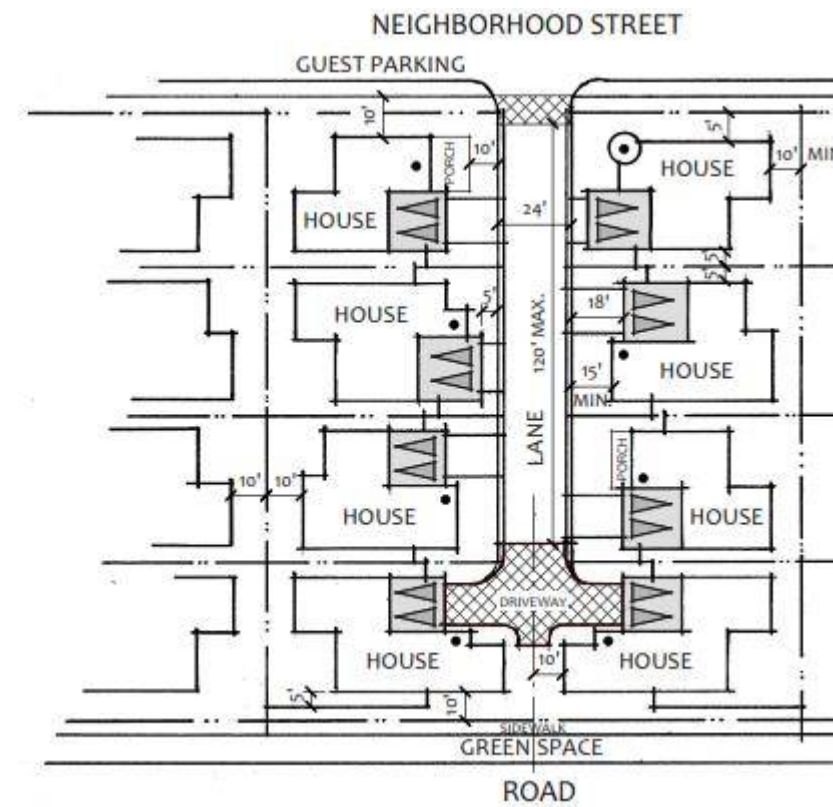 NEIGHBORHOOD STREET
GUEST PARKING
10'
5'
10'
PORCH
10'
MIN
HOUSE
HOUSE
24'
5'
5'
5'
HOUSE
18'
120' MAX.
15'
MIN.
HOUSE
LANE
PORCH
10'
10'
HOUSE
HOUSE
DRIVEWAY
HOUSE
10'
HOUSE
5'
10'
SIDEWALK
GREEN SPACE
ROAD